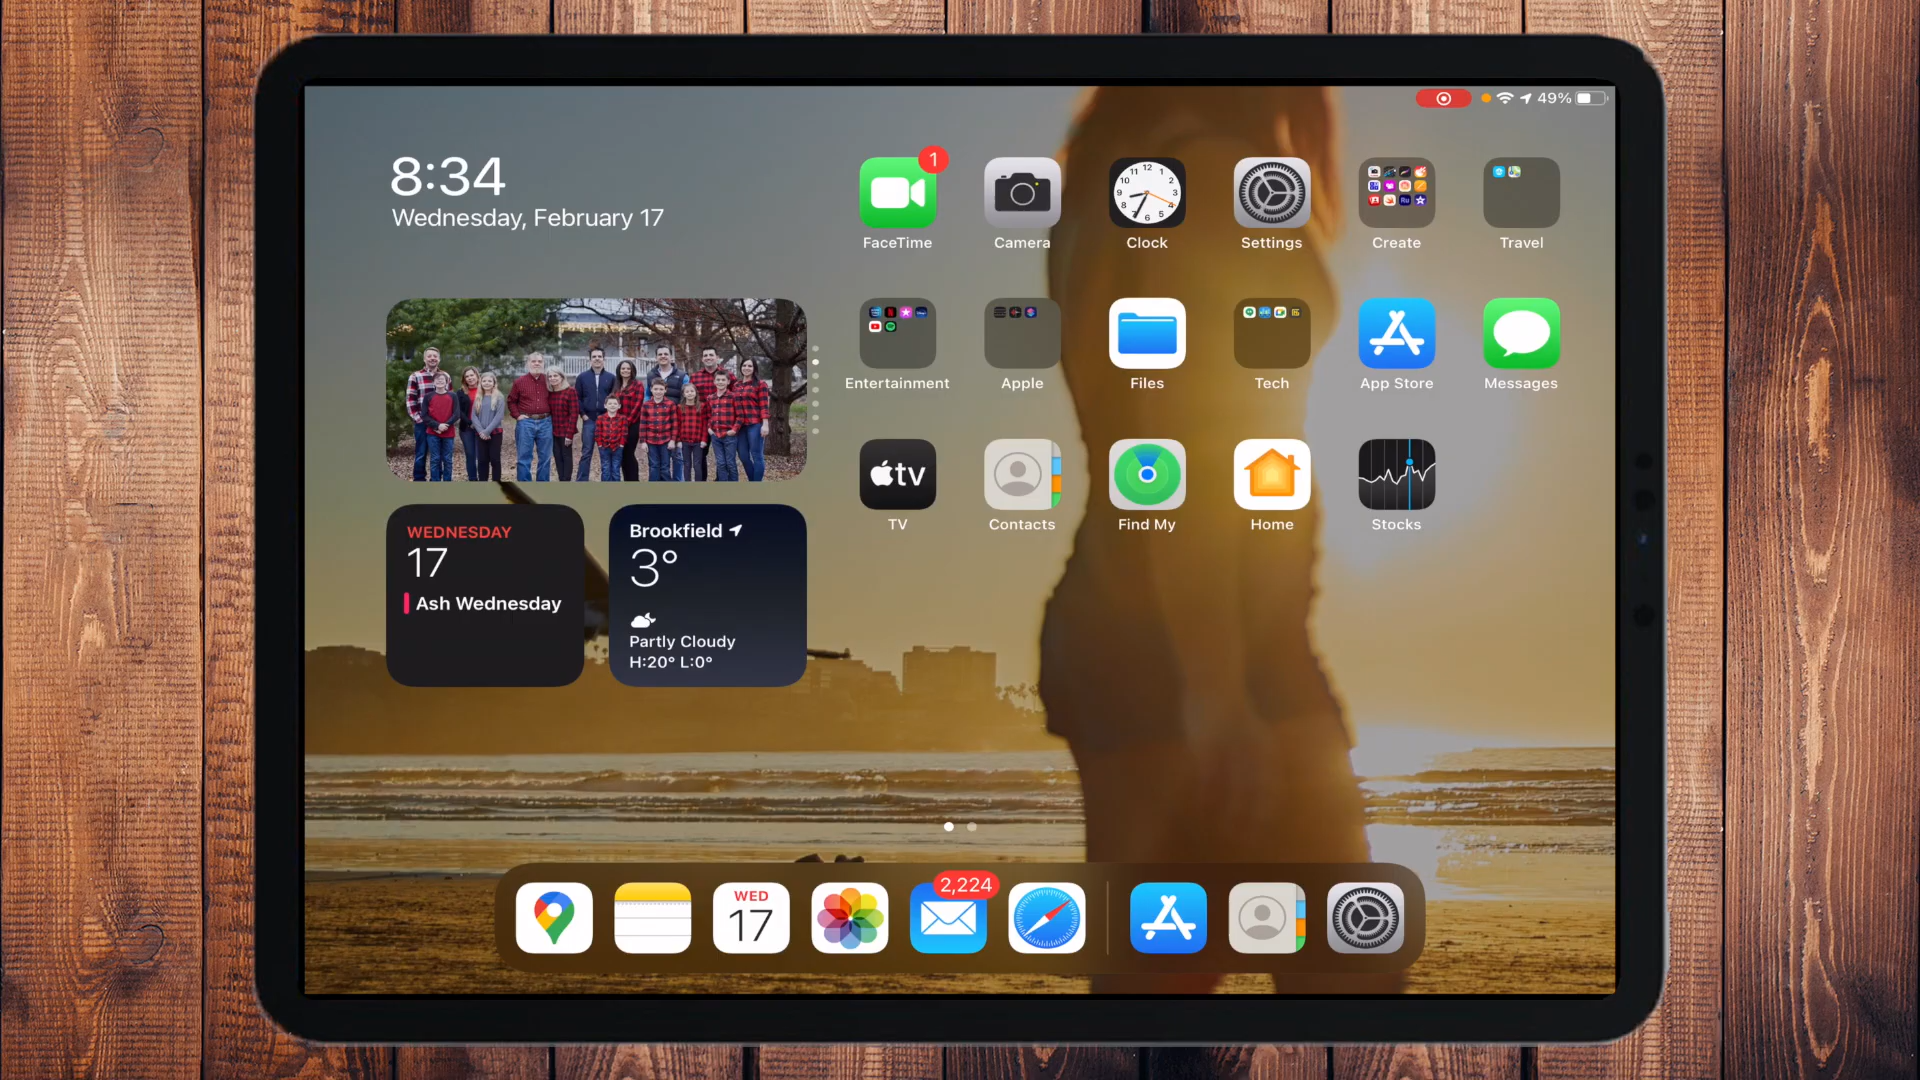 49%
8:34
Wednesday, February 17
1
FaceTime
Camera
Clock
Settings
Create
Travel
Entertainment
Apple
Files
Tech
App Store
Messages
tv
TV
Contacts
Find My
Home
Stocks
WEDNESDAY
17
Ash Wednesday
Brookfield
3°
Partly Cloudy
H:20° L:0°
WED
17
2,224